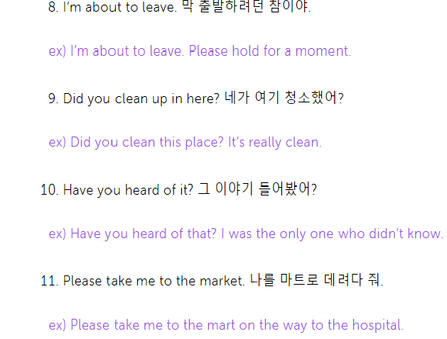 8. I'm about to leave. 막 출발하려던 참이야.
ex) I'm about to leave. Please hold for a moment.
9. Did you clean up in here? 네가 여기 청소했어?
ex) Did you clean this place? It's really clean.
10. Have you heard of it? 그 이야기 들어봤어?
ex) Have you heard of that? I was the only one who didn't know.
11. Please take me to the market. 나를 마트로 데려다 줘.
ex) Please take me to the mart on the way to the hospital.